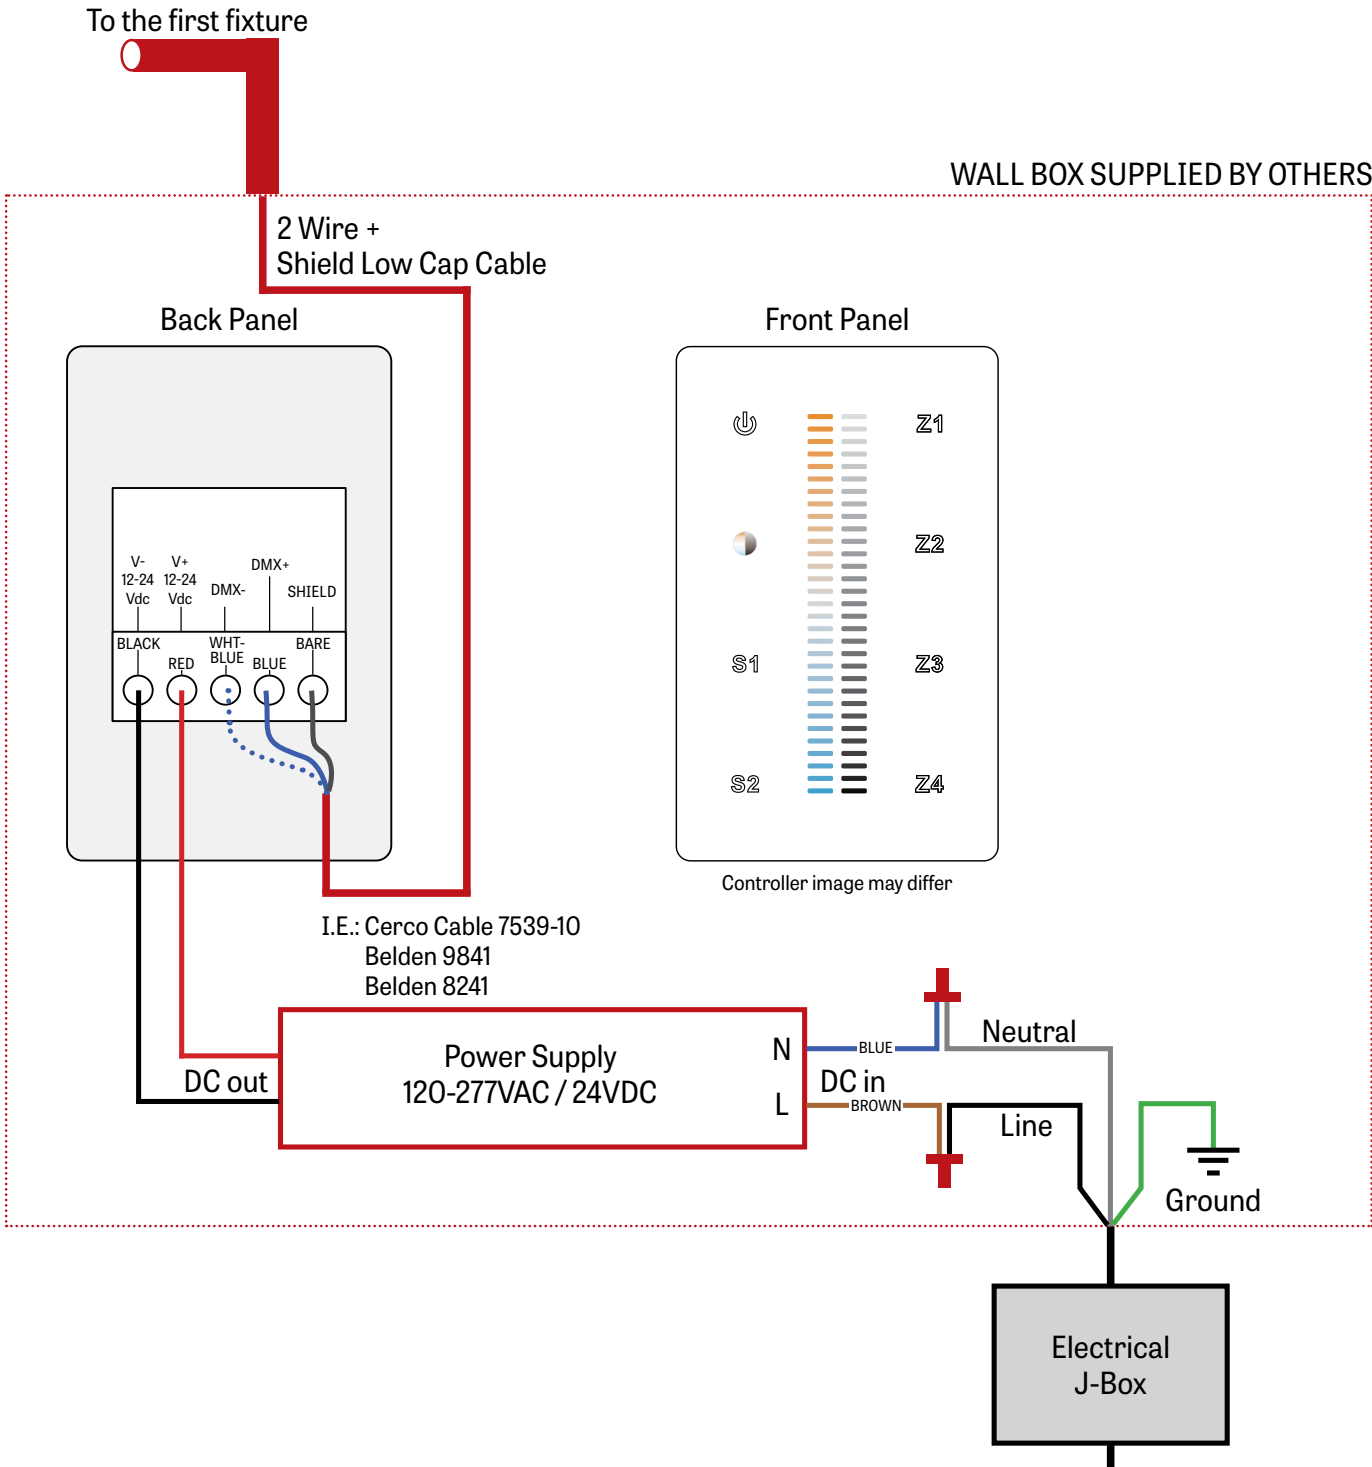 To the first fixture
WALL BOX SUPPLIED BY OTHERS
2 Wire +
Shield Low Cap Cable
Back Panel
Front Panel
V-
12-24
Vdc
V+
12-24
Vdc
DMX-
DMX+
SHIELD
BLACK
RED
WHT-
BLUE
BLUE
BARE
Z1
Z2
S1
Z3
S2
Z4
Controller image may differ
I.E.: Cerco Cable 7539-10
Belden 9841
Belden 8241
Power Supply
120-277VAC / 24VDC
DC out
N
L
BLUE
DC in
BROWN
Neutral
Line
Ground
Electrical
J-Box